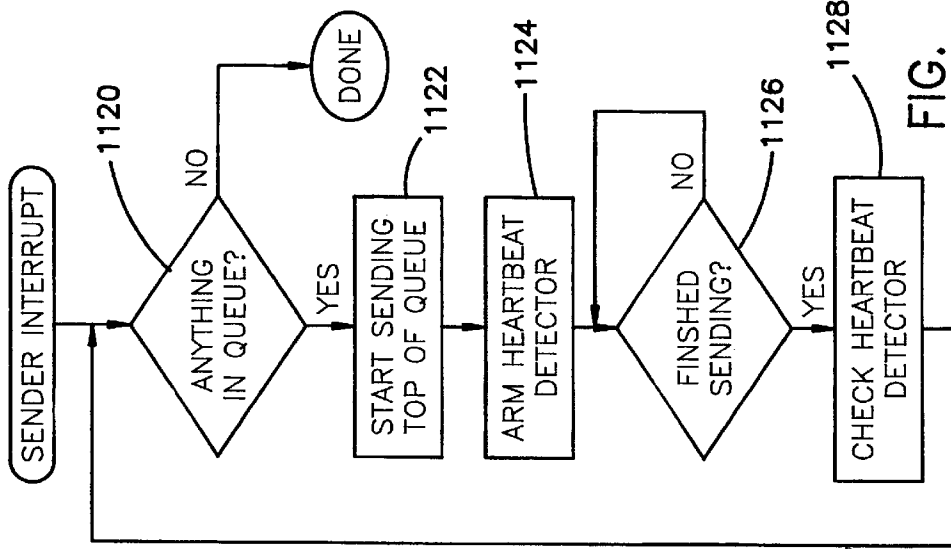 SENDER INTERRUPT
1120
ANYTHING
IN QUEUE?
NO
DONE
YES
1122
START SENDING
TOP OF QUEUE
1124
ARM HEARTBEAT
DETECTOR
1126
FINSHED
SENDING?
NO
YES
1128
CHECK HEARTBEAT
DETECTOR
FIG.